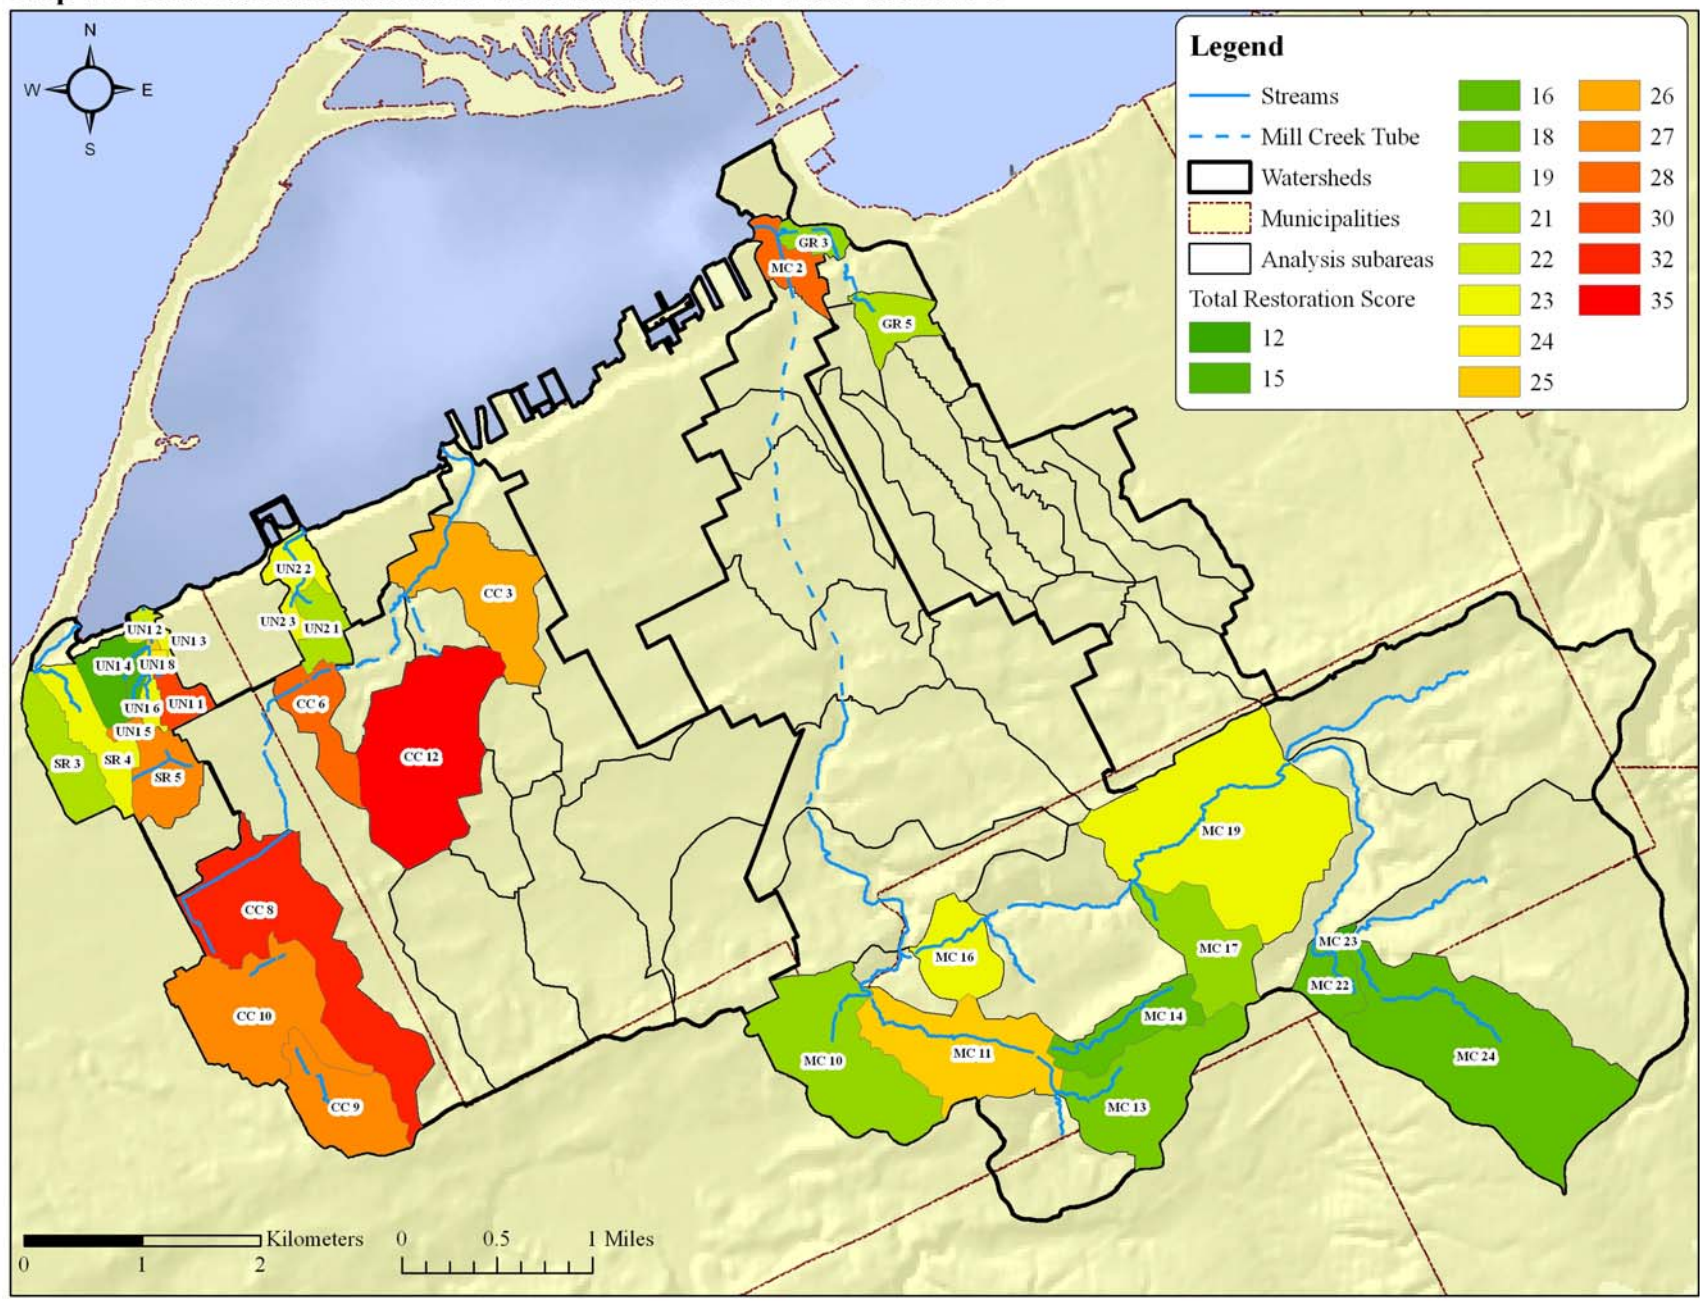 N
W E
S
Legend
Streams
Mill Creek Tube
Watersheds
Municipalities
Analysis subareas
Total Restoration Score
12
15
16
18
19
21
22
23
24
25
26
27
28
30
32
35
GR 3
MC 2
GR 5
CC 3
UN2 2
UN2 3
UN2 1
UN1 2
UN1 3
UN1 4
UN1 8
UN1 6
UN1 1
UN1 5
SR 3
SR 4
SR 5
CC 6
CC 12
CC 8
CC 10
CC 9
MC 19
MC 16
MC 17
MC 23
MC 22
MC 14
MC 10
MC 11
MC 13
MC 24
Kilometers
0 1 2
0 0.5 1 Miles